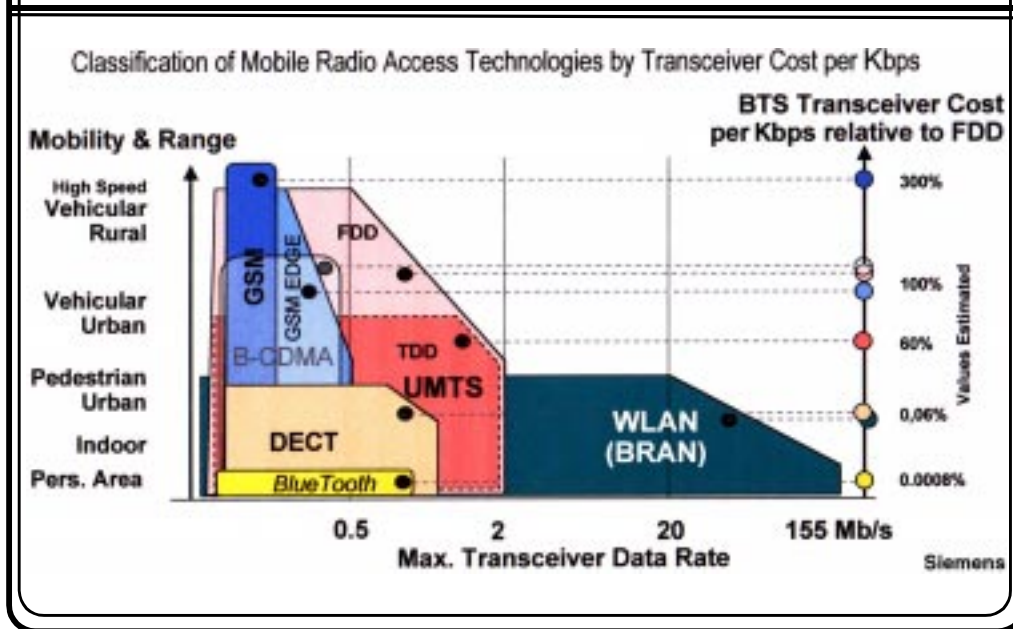 Classification of Mobile Radio Access Technologies by Transceiver Cost per Kbps
BTS Transceiver Cost
per Kbps relative to FDD
Mobility & Range
High Speed
Vehicular
Rural
Vehicular
Urban
Pedestrian
Urban
Indoor
Pers. Area
GSM
GSM EDGE
FDD
B-CDMA
TDD
UMTS
DECT
BlueTooth
WLAN
(BRAN)
300%
100%
60%
0,06%
0.0008%
Values Estimated
0.5
2
20
155 Mb/s
Max. Transceiver Data Rate
Siemens